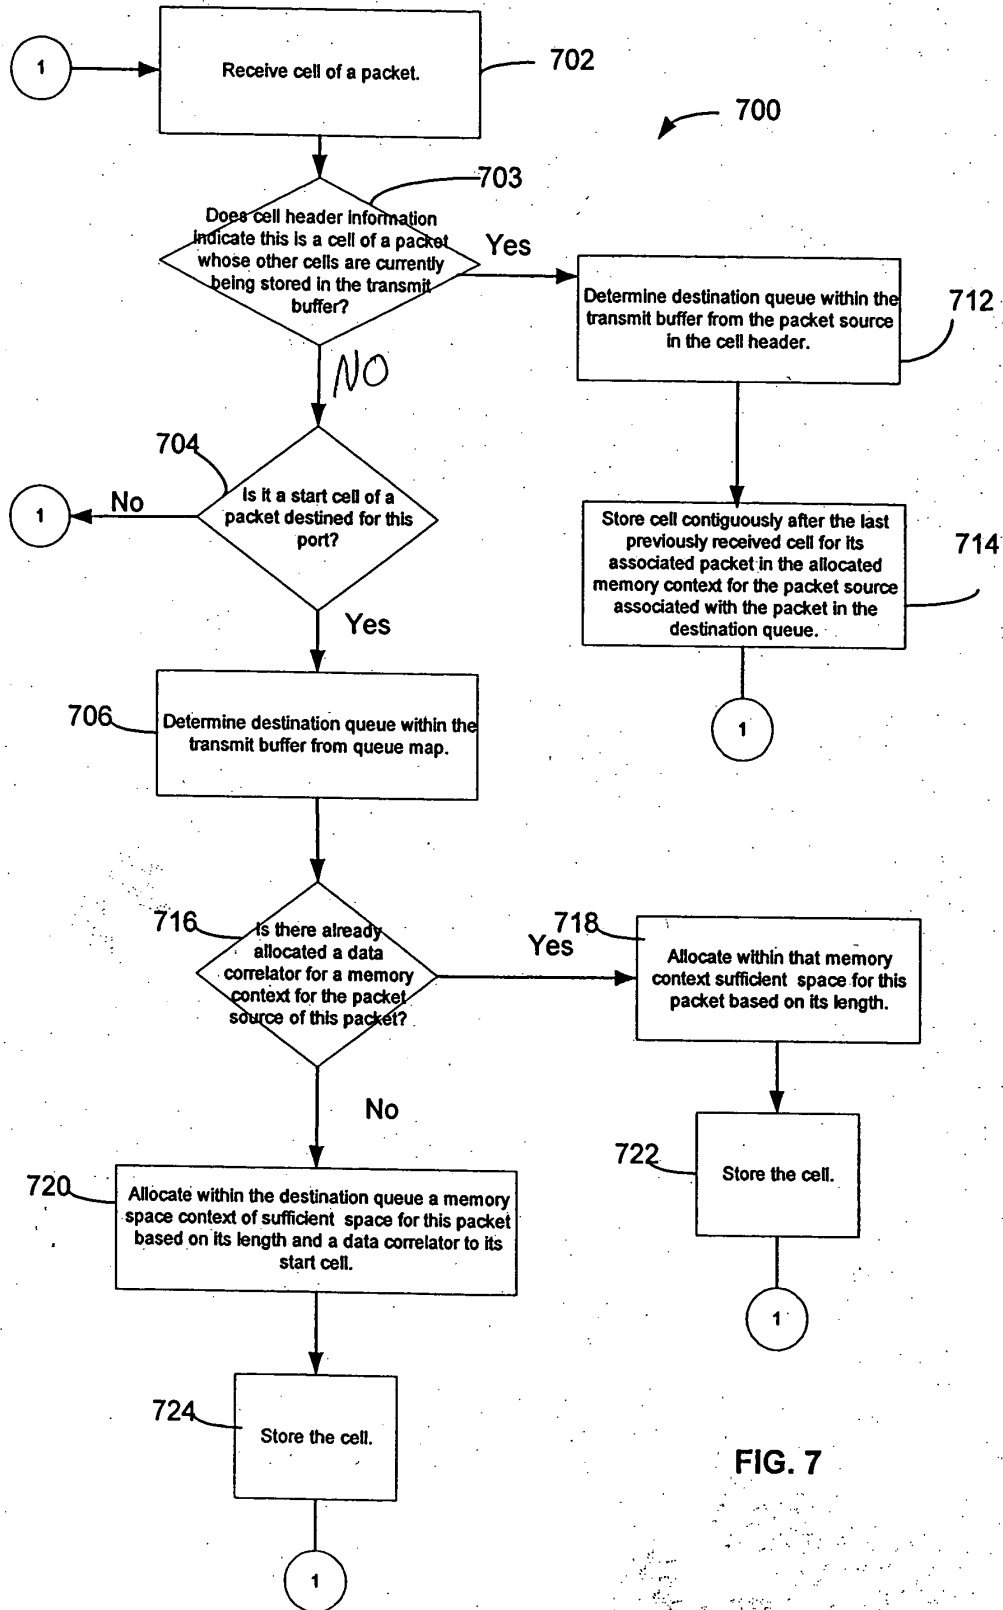 1
Receive cell of a packet.
702
700
703
Does cell header information
indicate this is a cell of a packet
whose other cells are currently
being stored in the transmit
buffer?
Yes
Determine destination queue within the
transmit buffer from the packet source
in the cell header.
712
NO
704
Is it a start cell of a
packet destined for this
port?
No
1
Yes
Store cell contiguously after the last
previously received cell for its
associated packet in the allocated
memory context for the packet source
associated with the packet in the
destination queue.
714
1
706
Determine destination queue within the
transmit buffer from queue map.
716
Is there already
allocated a data
correlator for a memory
context for the packet
source of this packet?
Yes
718
Allocate within that memory
context sufficient space for this
packet based on its length.
No
722
Store the cell.
1
720
Allocate within the destination queue a memory
space context of sufficient space for this packet
based on its length and a data correlator to its
start cell.
724
Store the cell.
1
FIG. 7